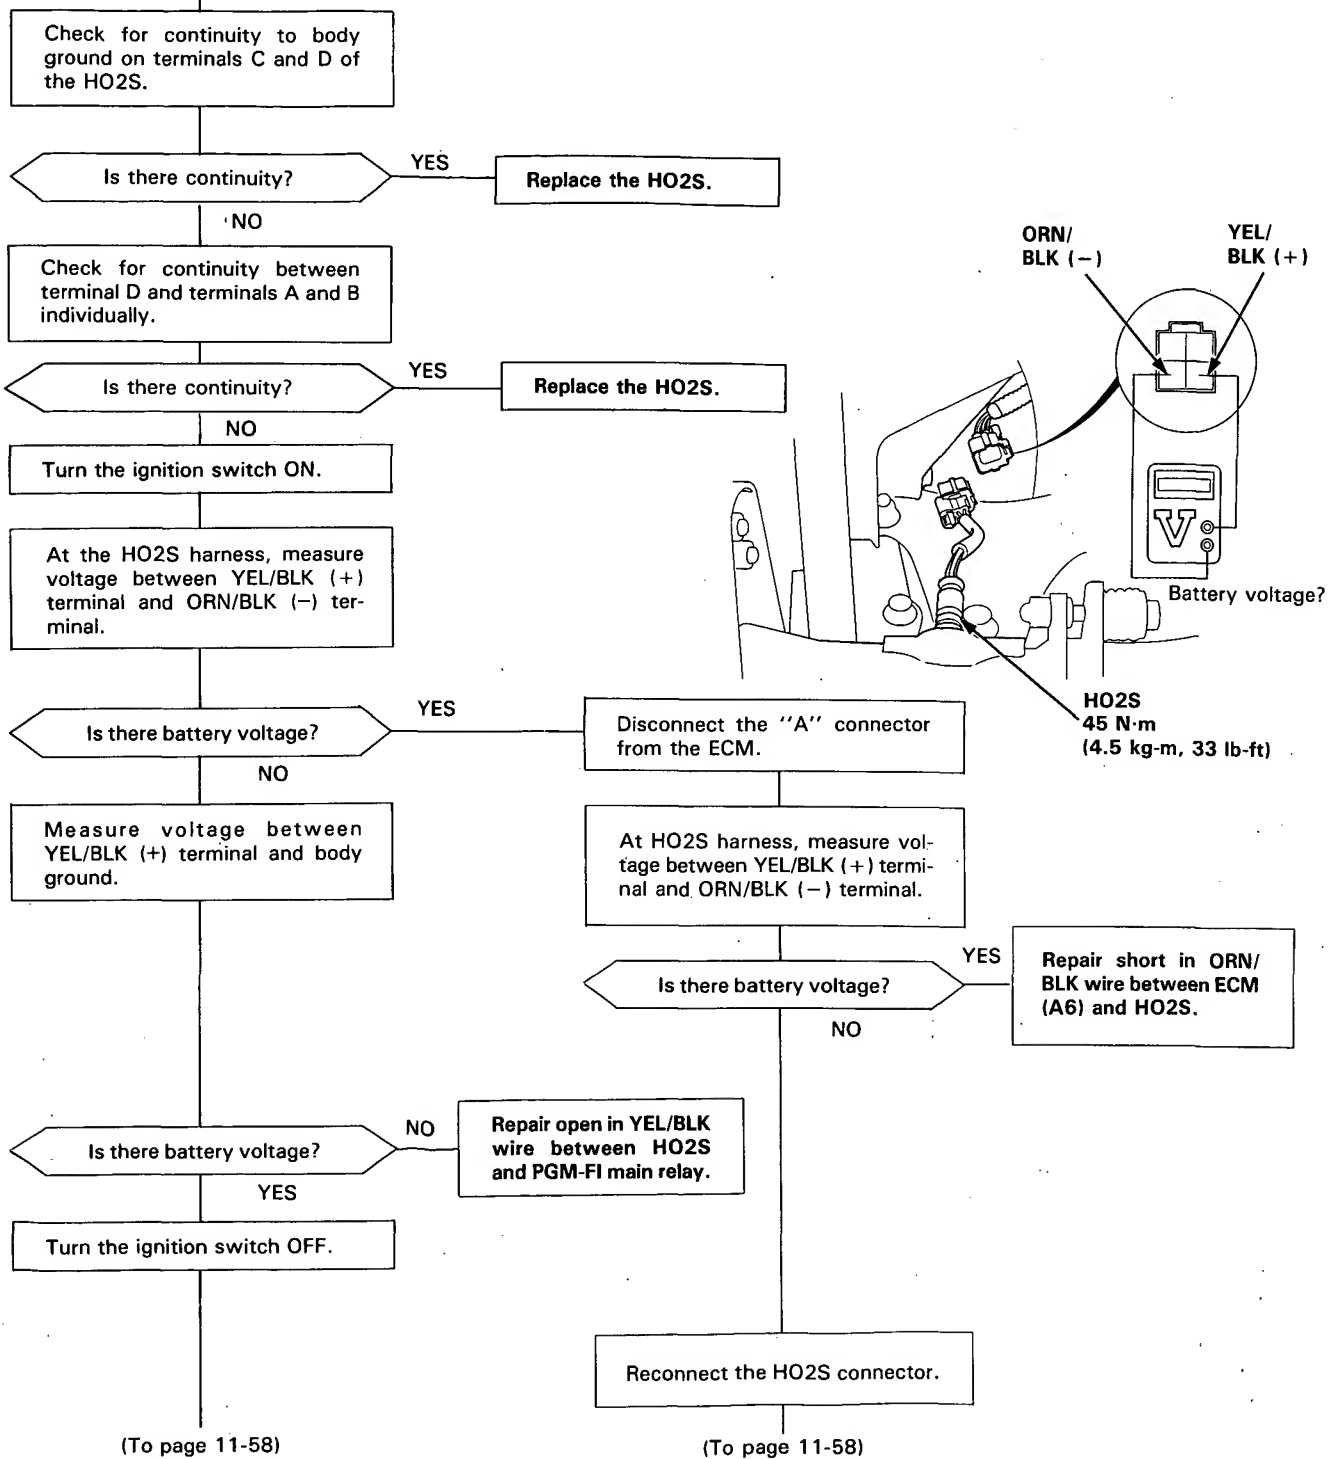 Check for continuity to body
ground on terminals C and D of
the HO2S.
Is there continuity?
YES
Replace the HO2S.
NO
Check for continuity between
terminal D and terminals A and B
individually.
Is there continuity?
YES
Replace the HO2S.
NO
Turn the ignition switch ON.
At the HO2S harness, measure
voltage between YEL/BLK (+)
terminal and ORN/BLK (−) ter-
minal.
ORN/
BLK (−)
YEL/
BLK (+)
V
Battery voltage?
HO2S
45 N·m
(4.5 kg-m, 33 lb-ft)
Is there battery voltage?
YES
Disconnect the "A" connector
from the ECM.
NO
Measure voltage between
YEL/BLK (+) terminal and body
ground.
At HO2S harness, measure vol-
tage between YEL/BLK (+) termi-
nal and ORN/BLK (−) terminal.
Is there battery voltage?
YES
Repair short in ORN/
BLK wire between ECM
(A6) and HO2S.
NO
Is there battery voltage?
NO
Repair open in YEL/BLK
wire between HO2S
and PGM-FI main relay.
YES
Turn the ignition switch OFF.
Reconnect the HO2S connector.
(To page 11-58)
(To page 11-58)